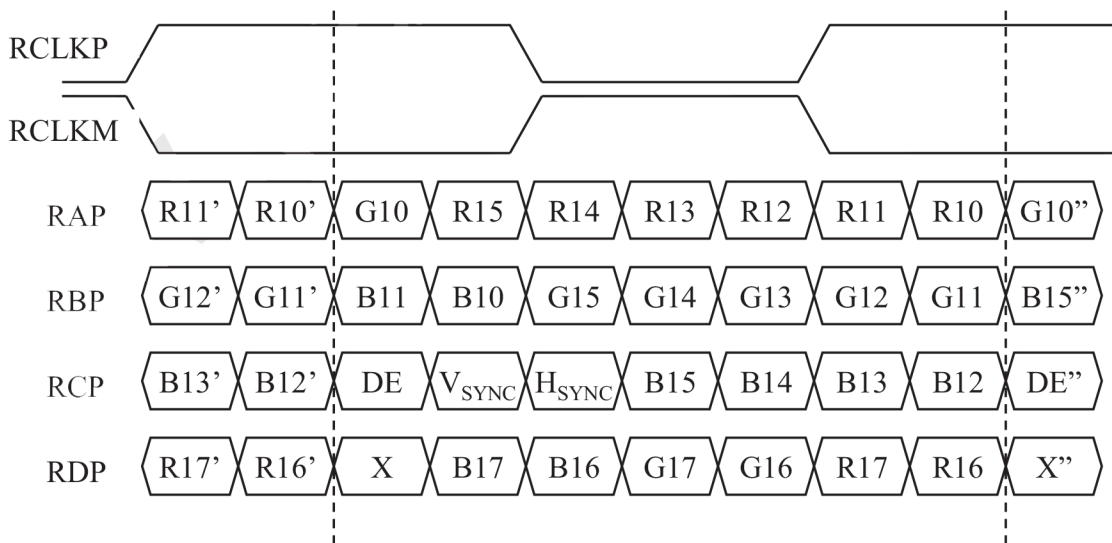 RCLKP
RCLKM
RAP R11’ R10’ G10 R15 R14 R13 R12 R11 R10 G10”
RBP G12’ G11’ B11 B10 G15 G14 G13 G12 G11 B15”
RCP B13’ B12’ DE VSYNC HSYNC B15 B14 B13 B12 DE”
RDP R17’ R16’ X B17 B16 G17 G16 R17 R16 X”